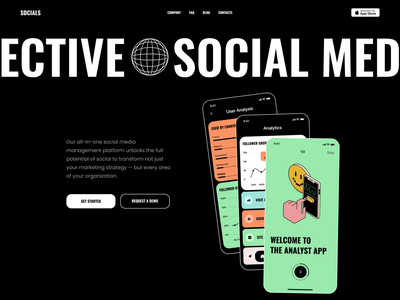 SOCIALS
COMPANY FAQ BLOG CONTACTS
App Store
ECTIVE SOCIAL MED
User Analysis
Analytics
Our all-in-one social media
management platform unlocks the full
potential of social to transform not just
your marketing strategy — but every area
of your organization.
GET STARTED
REQUEST A DEMO
WELCOME TO
THE ANALYST APP